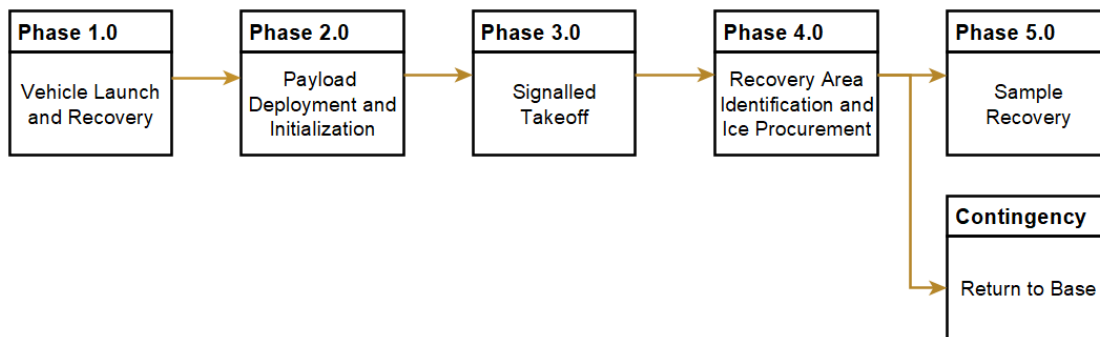 Phase 1.0
Vehicle Launch
and Recovery
Phase 2.0
Payload
Deployment and
Initialization
Phase 3.0
Signalled
Takeoff
Phase 4.0
Recovery Area
Identification and
Ice Procurement
Phase 5.0
Sample
Recovery
Contingency
Return to Base